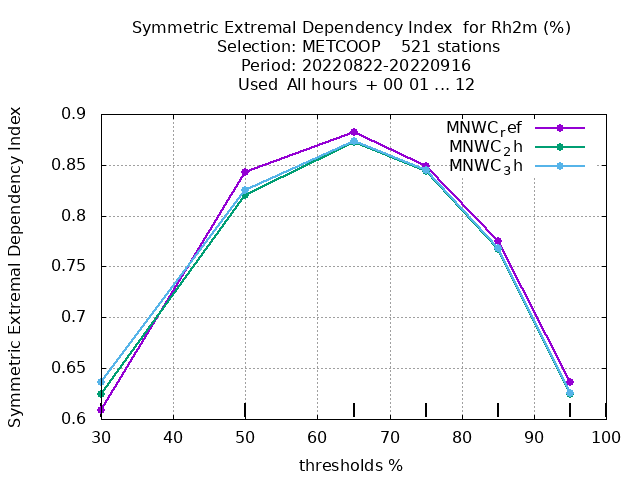 Symmetric Extremal Dependency Index  for Rh2m (%)
Selection: METCOOP    521 stations
Period: 20220822-20220916
Used  All hours  + 00 01 ... 12
Symmetric Extremal Dependency Index
0.9
0.85
0.8
0.75
0.7
0.65
0.6
MNWC_ref
MNWC_2h
MNWC_3h
30 40 50 60 70 80 90 100
thresholds %